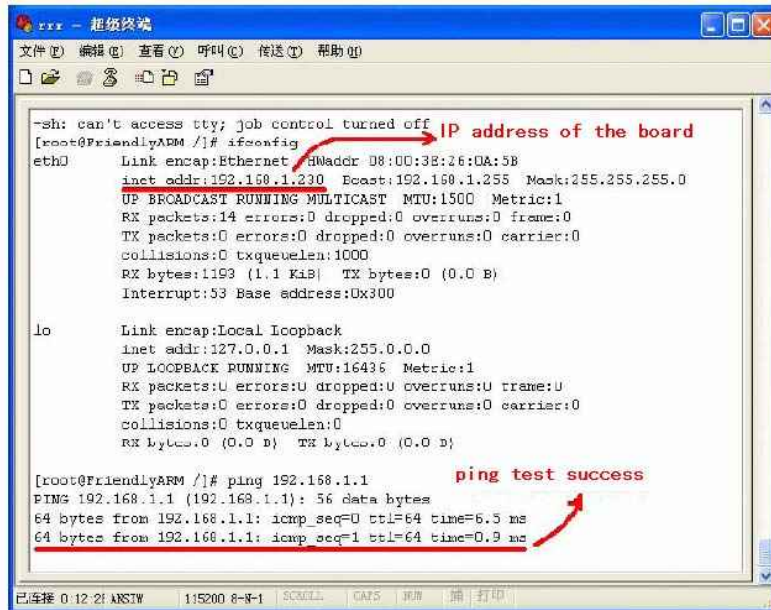 rrr - 超级终端
文件(F) 编辑(E) 查看(V) 呼叫(C) 传送(T) 帮助(H)
-sh: can't access tty; job control turned off
IP address of the board
[root@FriendlyARM /]# ifconfig
eth0 Link encap:Ethernet HWaddr 08:00:3E:26:0A:5B
inet addr:192.168.1.230 Bcast:192.168.1.255 Mask:255.255.255.0
UP BROADCAST RUNNING MULTICAST MTU:1500 Metric:1
RX packets:14 errors:0 dropped:0 overruns:0 frame:0
TX packets:0 errors:0 dropped:0 overruns:0 carrier:0
collisions:0 txqueuelen:1000
RX bytes:1193 (1.1 KiB) TX bytes:0 (0.0 B)
Interrupt:53 Base address:0x300
lo Link encap:Local Loopback
inet addr:127.0.0.1 Mask:255.0.0.0
UP LOOPBACK RUNNING MTU:16436 Metric:1
RX packets:0 errors:0 dropped:0 overruns:0 frame:0
TX packets:0 errors:0 dropped:0 overruns:0 carrier:0
collisions:0 txqueuelen:0
RX bytes:0 (0.0 B) TX bytes:0 (0.0 B)
[root@FriendlyARM /]# ping 192.168.1.1
ping test success
PING 192.168.1.1 (192.168.1.1): 56 data bytes
64 bytes from 192.168.1.1: icmp_seq=0 ttl=64 time=6.5 ms
64 bytes from 192.168.1.1: icmp_seq=1 ttl=64 time=0.9 ms
已连接 0:12:28 ANSIW 115200 8-N-1 SCROLL CAPS NUM 捕 打印